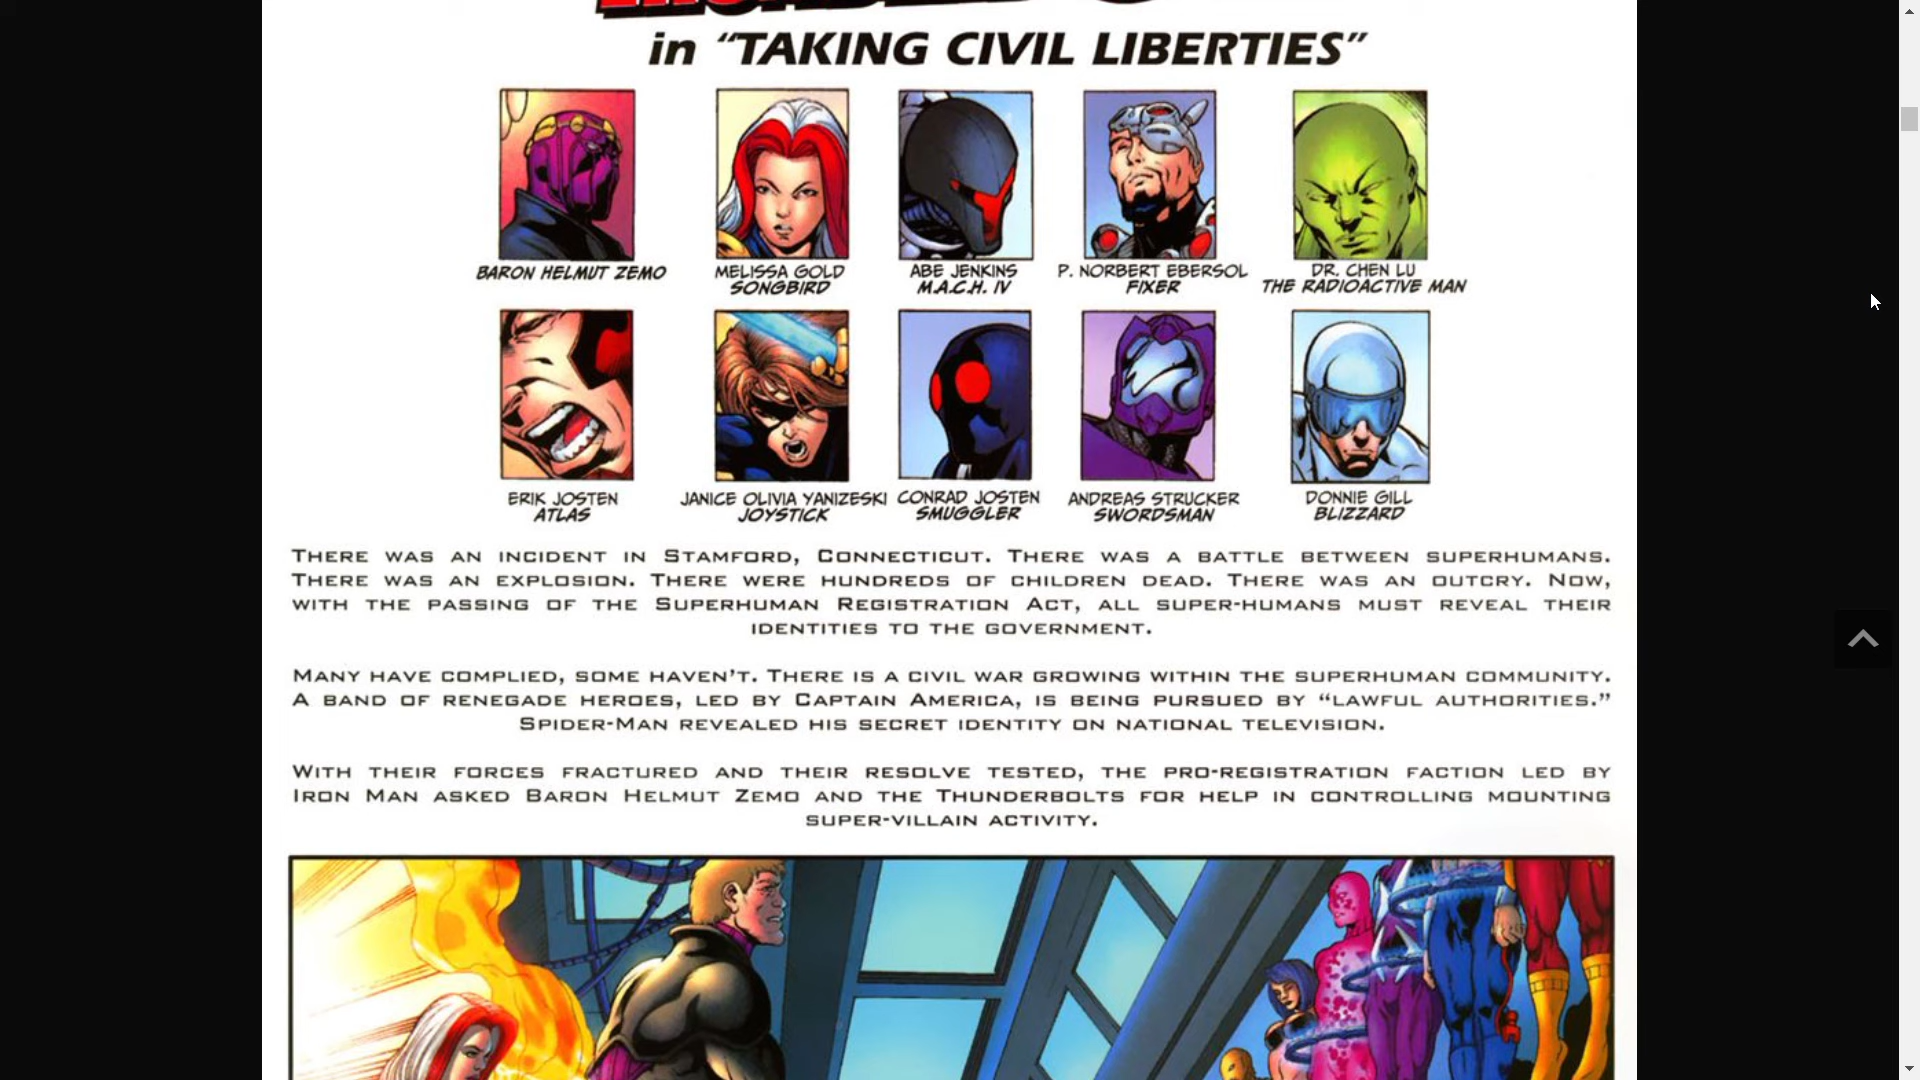 in “TAKING CIVIL LIBERTIES”
BARON HELMUT ZEMO
MELISSA GOLD
SONGBIRD
ABE JENKINS
M.A.C.H. IV
P. NORBERT EBERSOL
FIXER
DR. CHEN LU
THE RADIOACTIVE MAN
ERIK JOSTEN
ATLAS
JANICE OLIVIA YANIZESKI
JOYSTICK
CONRAD JOSTEN
SMUGGLER
ANDREAS STRUCKER
SWORDSMAN
DONNIE GILL
BLIZZARD
THERE WAS AN INCIDENT IN STAMFORD, CONNECTICUT. THERE WAS A BATTLE BETWEEN SUPERHUMANS.
THERE WAS AN EXPLOSION. THERE WERE HUNDREDS OF CHILDREN DEAD. THERE WAS AN OUTCRY. NOW,
WITH THE PASSING OF THE SUPERHUMAN REGISTRATION ACT, ALL SUPER-HUMANS MUST REVEAL THEIR
IDENTITIES TO THE GOVERNMENT.
MANY HAVE COMPLIED, SOME HAVEN’T. THERE IS A CIVIL WAR GROWING WITHIN THE SUPERHUMAN COMMUNITY.
A BAND OF RENEGADE HEROES, LED BY CAPTAIN AMERICA, IS BEING PURSUED BY “LAWFUL AUTHORITIES.”
SPIDER-MAN REVEALED HIS SECRET IDENTITY ON NATIONAL TELEVISION.
WITH THEIR FORCES FRACTURED AND THEIR RESOLVE TESTED, THE PRO-REGISTRATION FACTION LED BY
IRON MAN ASKED BARON HELMUT ZEMO AND THE THUNDERBOLTS FOR HELP IN CONTROLLING MOUNTING
SUPER-VILLAIN ACTIVITY.